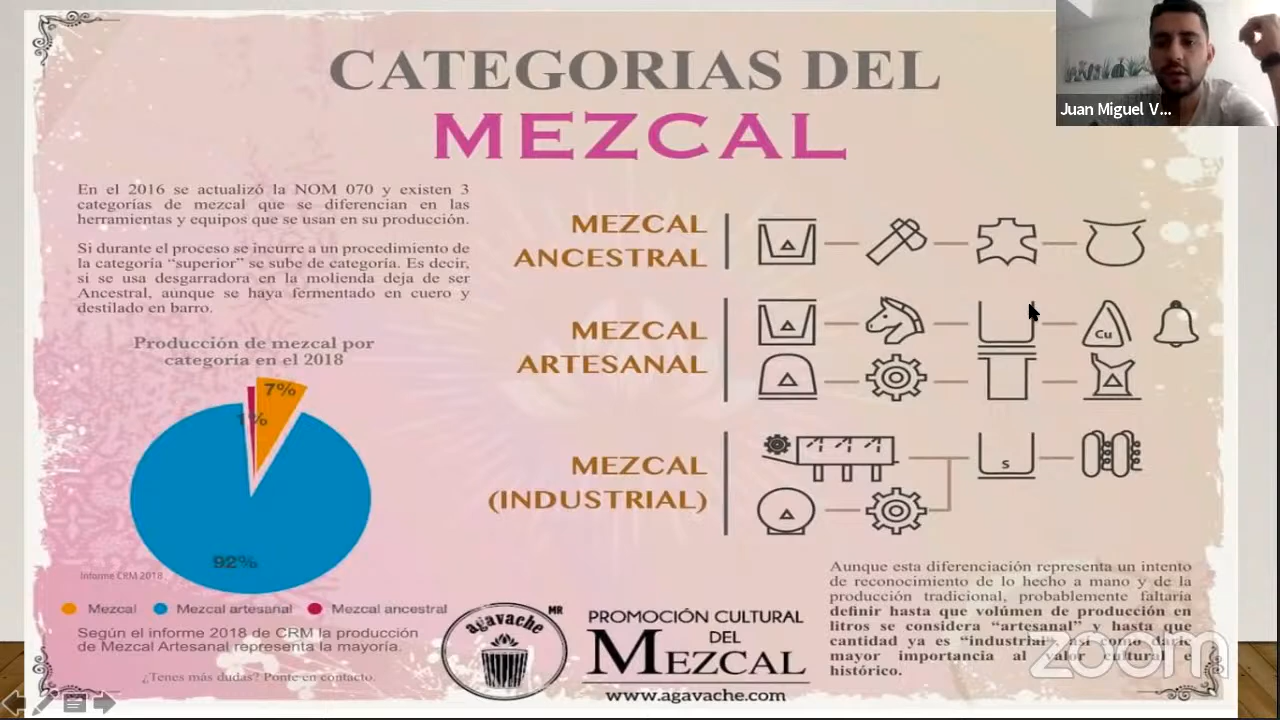 CATEGORIAS DEL
MEZCAL
Juan Miguel V...
En el 2016 se actualizó la NOM 070 y existen 3
categorías de mezcal que se diferencian en las
herramientas y equipos que se usan en su producción.
Si durante el proceso se incurre a un procedimiento de
la categoría “superior” se sube de categoría. Es decir,
si se usa desgarradora en la molienda deja de ser
Ancestral, aunque se haya fermentado en cuero y
destilado en barro.
Producción de mezcal por
categoría en el 2018
7%
1%
92%
Informe CRM 2018
Mezcal
Mezcal artesanal
Mezcal ancestral
Según el informe 2018 de CRM la producción
de Mezcal Artesanal representa la mayoría.
¿Tenes más dudas? Ponte en contacto.
MEZCAL
ANCESTRAL
MEZCAL
ARTESANAL
Cu
MEZCAL
(INDUSTRIAL)
s
agavache MR
PROMOCIÓN CULTURAL
DEL
MEZCAL
www.agavache.com
Aunque esta diferenciación representa un intento
de reconocimiento de lo hecho a mano y de la
producción tradicional, probablemente faltaría
definir hasta que volúmen de producción en
litros se considera “artesanal” y hasta que
cantidad ya es “industrial” así como darle
mayor importancia al valor cultural e
histórico.
zoom